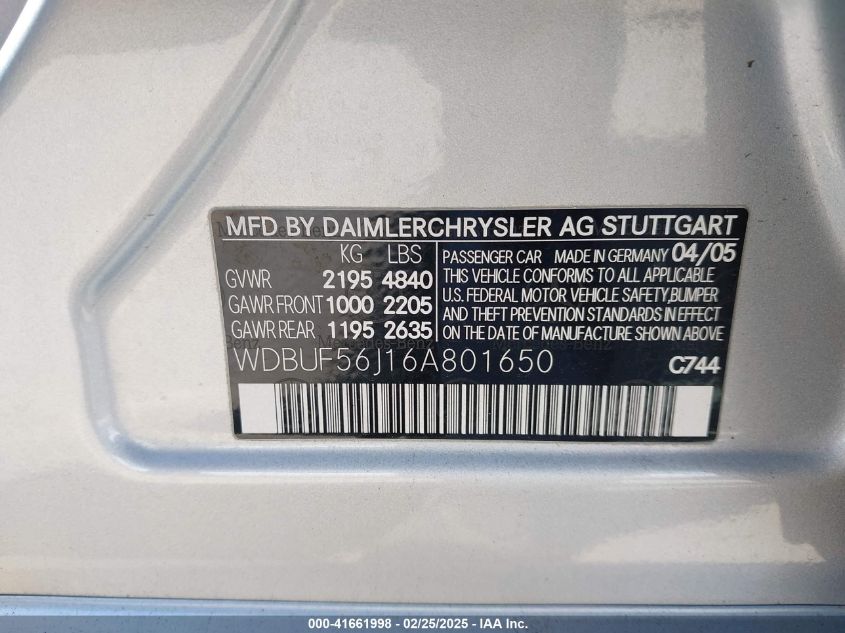 MFD BY DAIMLERCHRYSLER AG STUTTGART
KG LBS
GVWR 2195 4840
GAWR FRONT 1000 2205
GAWR REAR 1195 2635
PASSENGER CAR MADE IN GERMANY 04/05
THIS VEHICLE CONFORMS TO ALL APPLICABLE
U.S. FEDERAL MOTOR VEHICLE SAFETY,BUMPER
AND THEFT PREVENTION STANDARDS IN EFFECT
ON THE DATE OF MANUFACTURE SHOWN ABOVE
Mercedes-Benz
WDBUF56J16A801650 C744
000-41661998 - 02/25/2025 - IAA Inc.